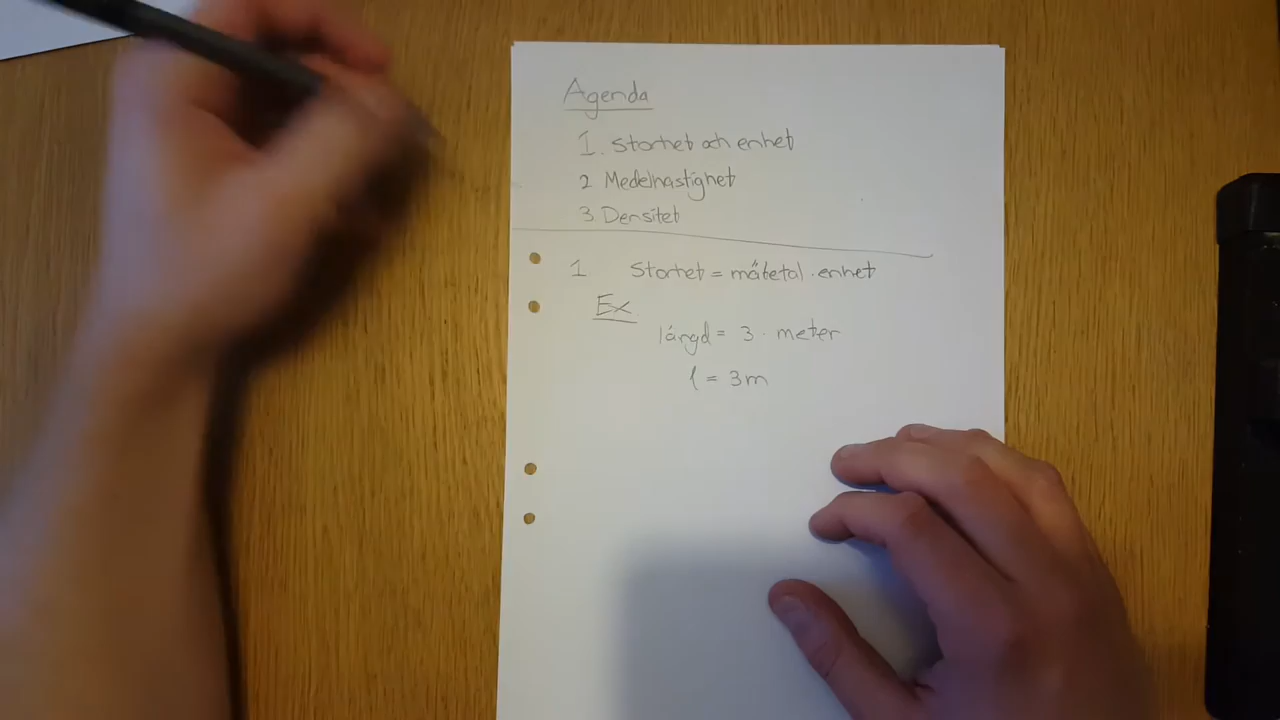 Agenda
1. Storhet och enhet
2 Medelhastighet
3 Densitet
1 Storhet = mätetal · enhet
Ex.
längd = 3 · meter
l = 3m